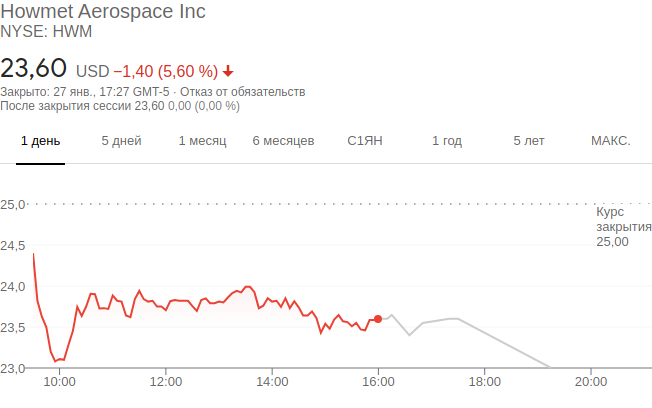 Howmet Aerospace Inc
NYSE: HWM
23,60 USD −1,40 (5,60 %)
Закрыто: 27 янв., 17:27 GMT-5 · Отказ от обязательств
После закрытия сессии 23,60 0,00 (0,00 %)
1 день 5 дней 1 месяц 6 месяцев С1ЯН 1 год 5 лет МАКС.
25,0
Курс
закрытия
25,00
24,5
24,0
23,5
23,0
10:00 12:00 14:00 16:00 18:00 20:00